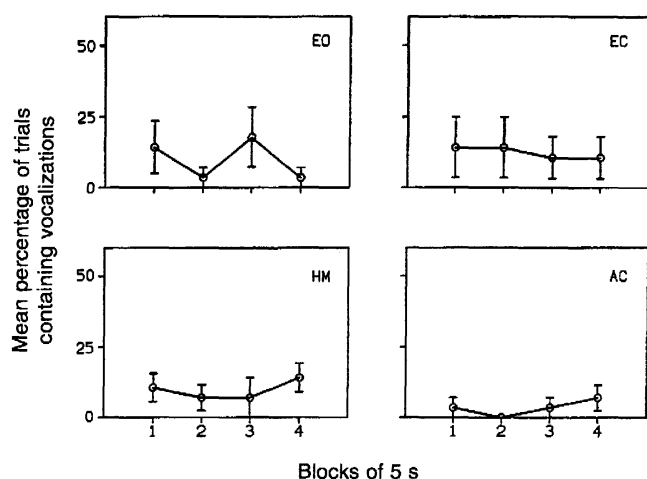 Mean percentage of trials
containing vocalizations
50
25
0
EO
EC
50
25
0
HM
AC
1 2 3 4
1 2 3 4
Blocks of 5 s